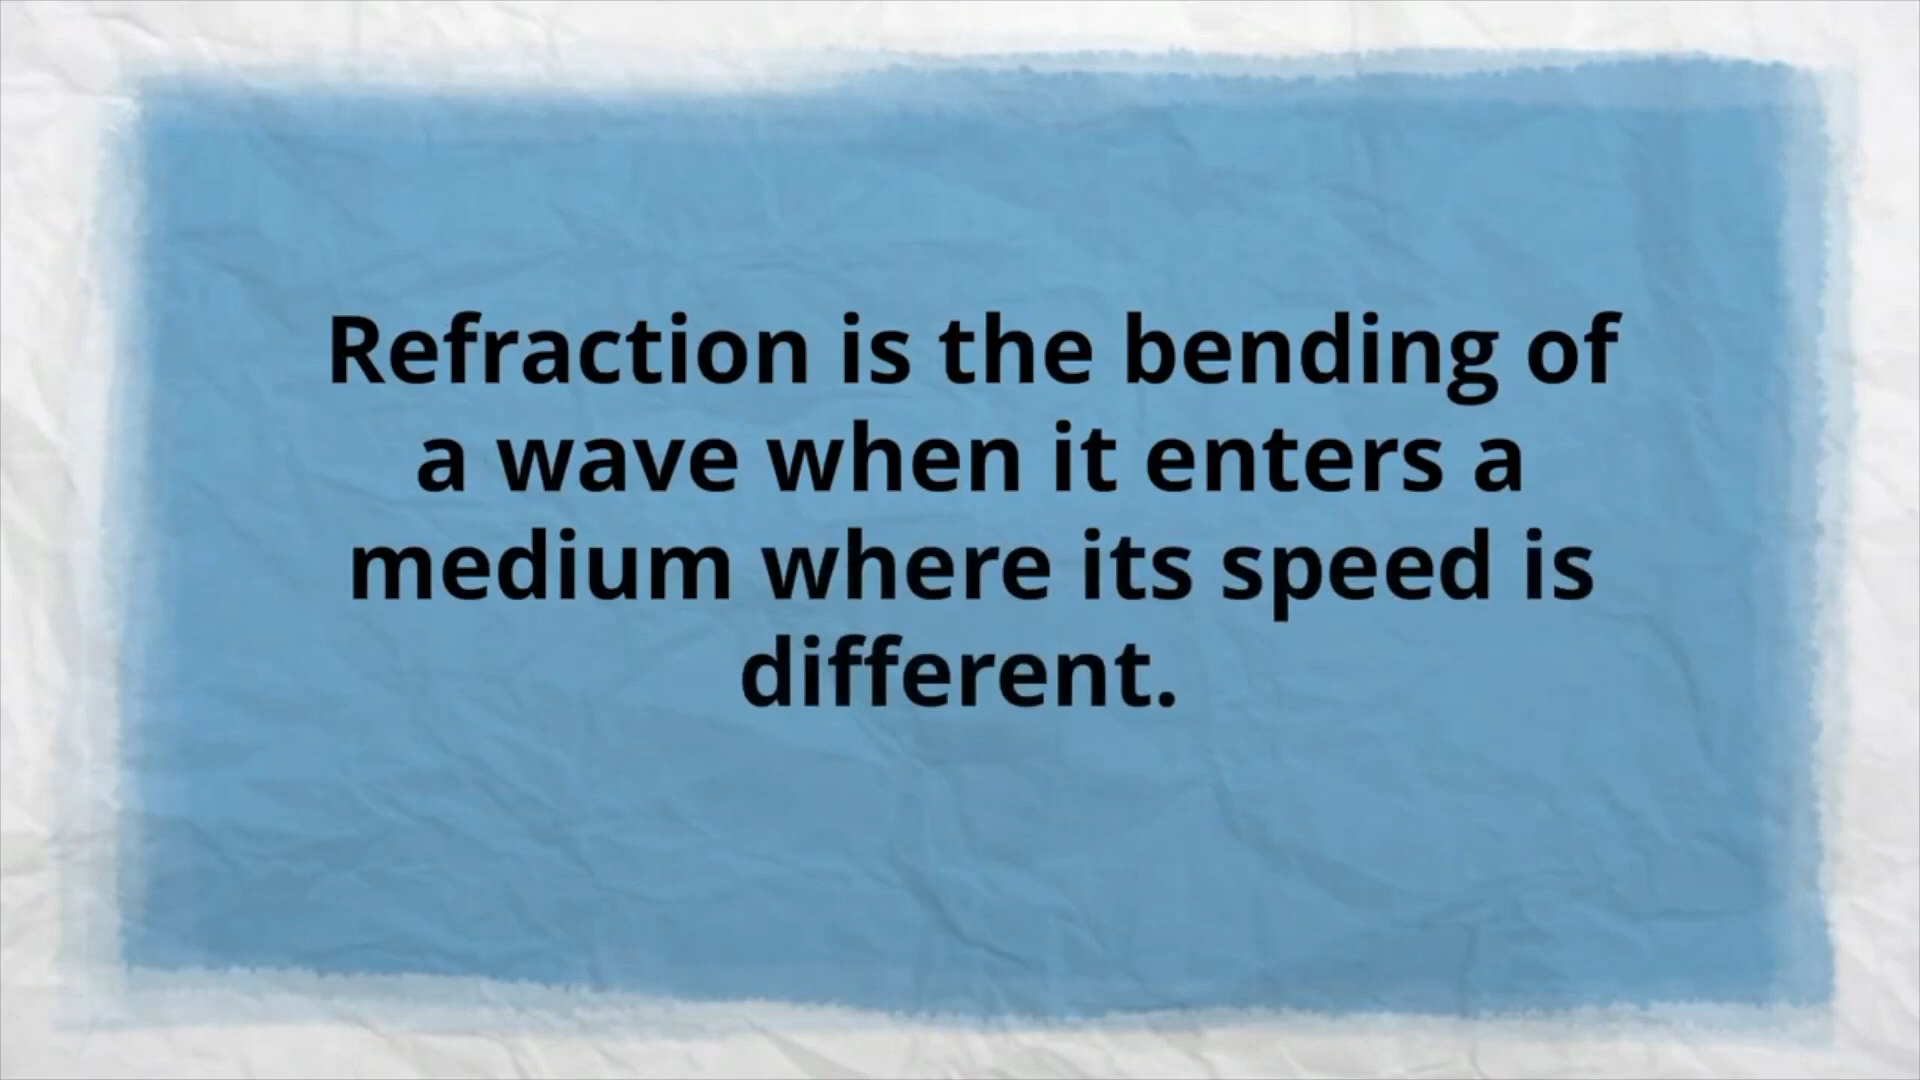 Refraction is the bending of
a wave when it enters a
medium where its speed is
different.